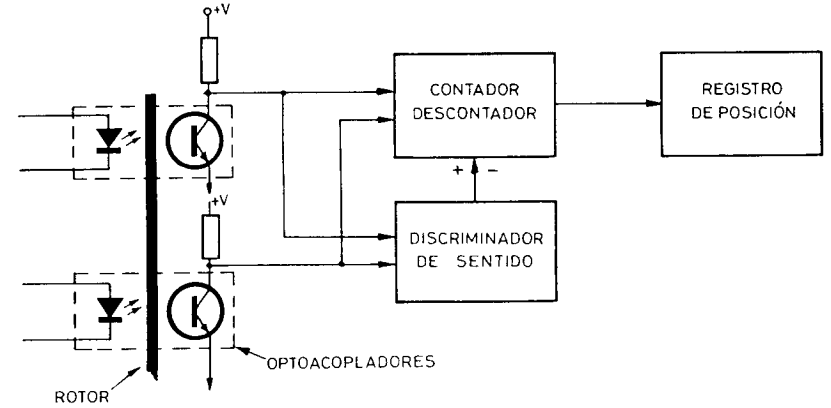 +V
CONTADOR
DESCONTADOR
REGISTRO
DE POSICIÓN
+ −
+V
DISCRIMINADOR
DE SENTIDO
OPTOACOPLADORES
ROTOR